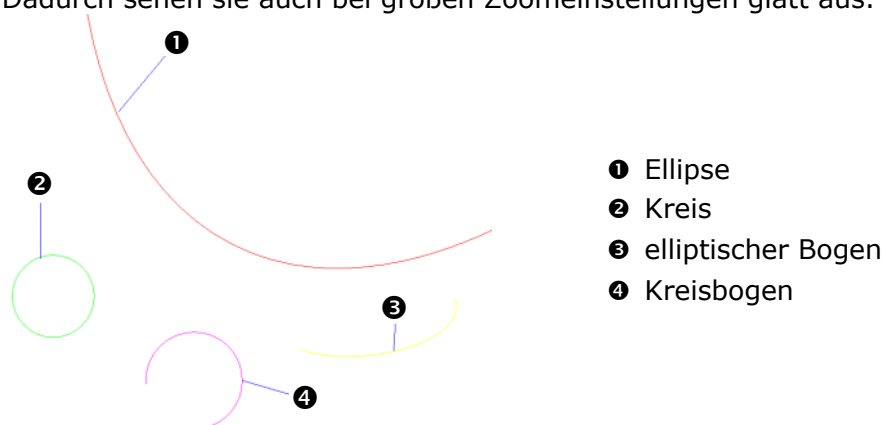 Dadurch sehen sie auch bei großen Zoomeinstellungen glatt aus.
❶
❷
❸
❹
❶ Ellipse
❷ Kreis
❸ elliptischer Bogen
❹ Kreisbogen